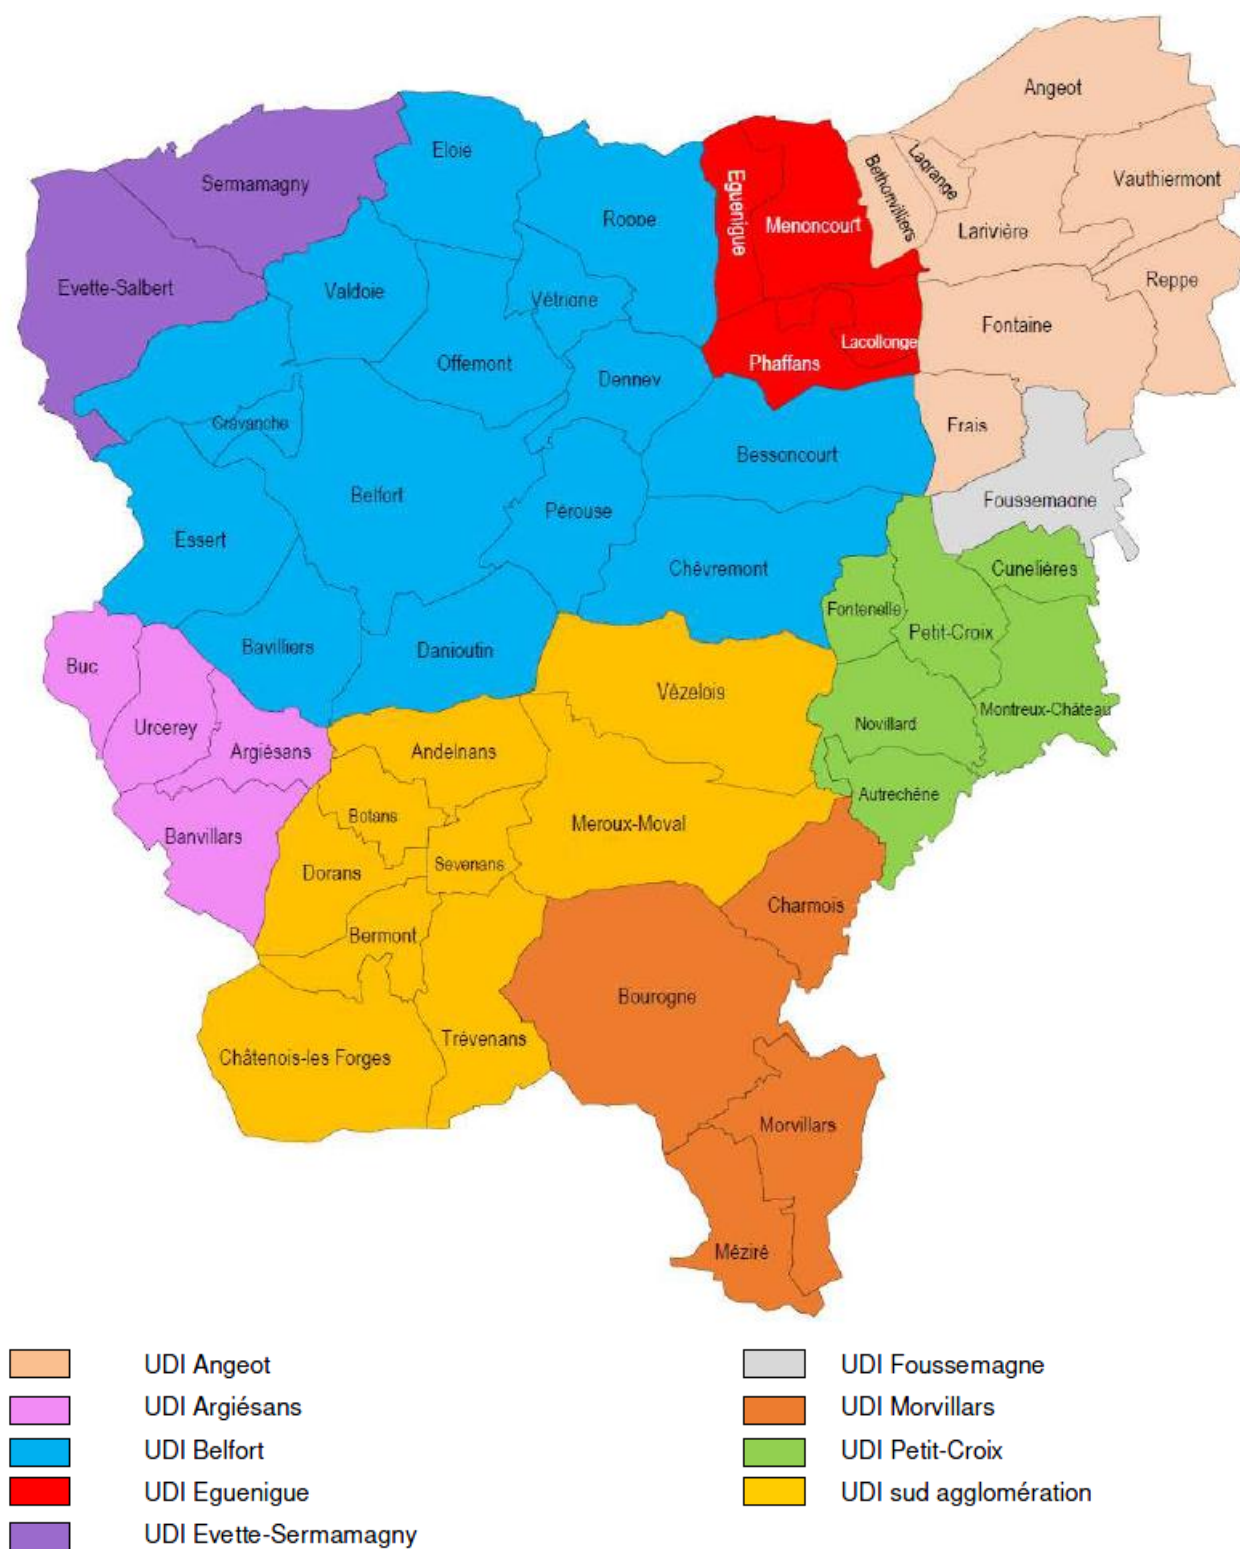 Angeot
Eloie
Lagrange
Sermamagny
Bethonvilliers
Vauthiermont
Eguenigue
Roppe
Menoncourt
Larivière
Evette-Salbert
Valdoie
Vétrigne
Reppe
Fontaine
Offemont
Lacollonge
Phaffans
Denney
Cravanche
Frais
Bessoncourt
Belfort
Foussemagne
Pérouse
Essert
Chèvremont
Cunelières
Fontenelle
Petit-Croix
Bavilliers
Danjoutin
Buc
Vézelois
Montreux-Château
Urcerey
Novillard
Argiésans
Andelnans
Autrechêne
Botans
Meroux-Moval
Banvillars
Sevenans
Dorans
Charmois
Bermont
Bourogne
Trévenans
Châtenois-les Forges
Morvillars
Méziré
UDI Angeot
UDI Foussemagne
UDI Argiésans
UDI Morvillars
UDI Belfort
UDI Petit-Croix
UDI Eguenigue
UDI sud agglomération
UDI Evette-Sermamagny